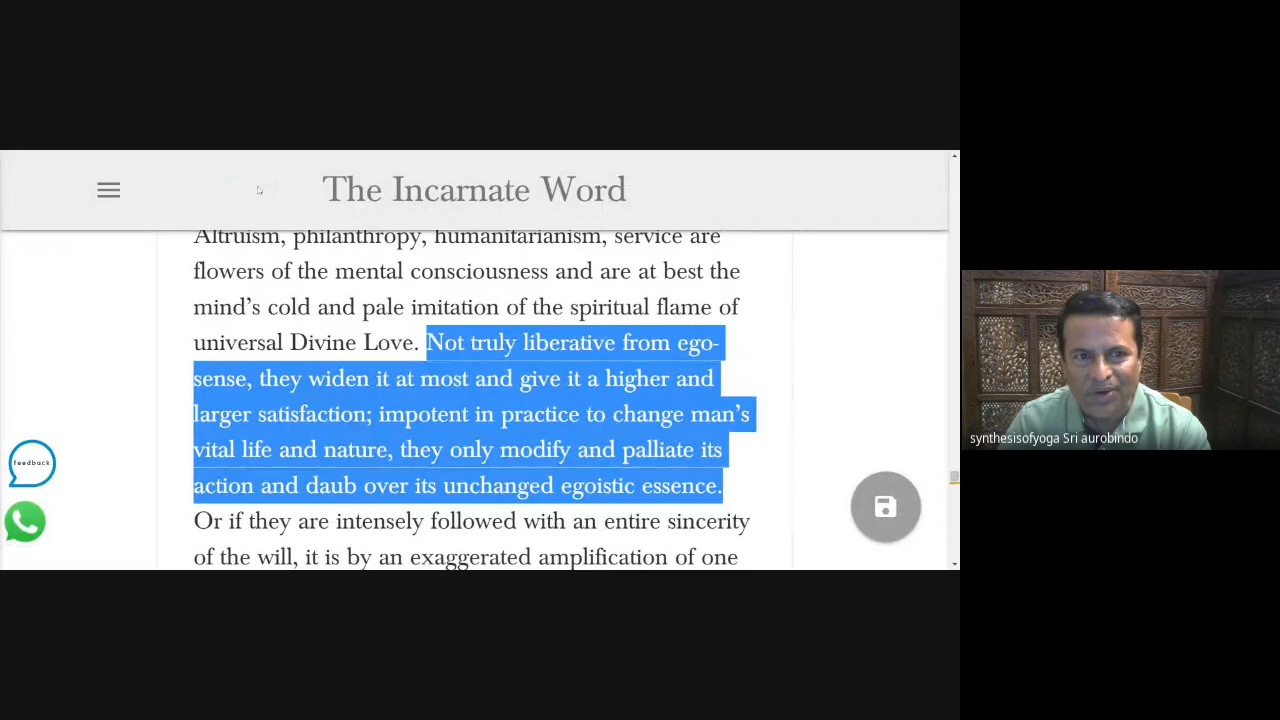 The Incarnate Word
Altruism, philanthropy, humanitarianism, service are
flowers of the mental consciousness and are at best the
mind’s cold and pale imitation of the spiritual flame of
universal Divine Love. Not truly liberative from ego-
sense, they widen it at most and give it a higher and
larger satisfaction; impotent in practice to change man’s
vital life and nature, they only modify and palliate its
action and daub over its unchanged egoistic essence.
Or if they are intensely followed with an entire sincerity
of the will, it is by an exaggerated amplification of one
feedback
synthesisofyoga Sri aurobindo